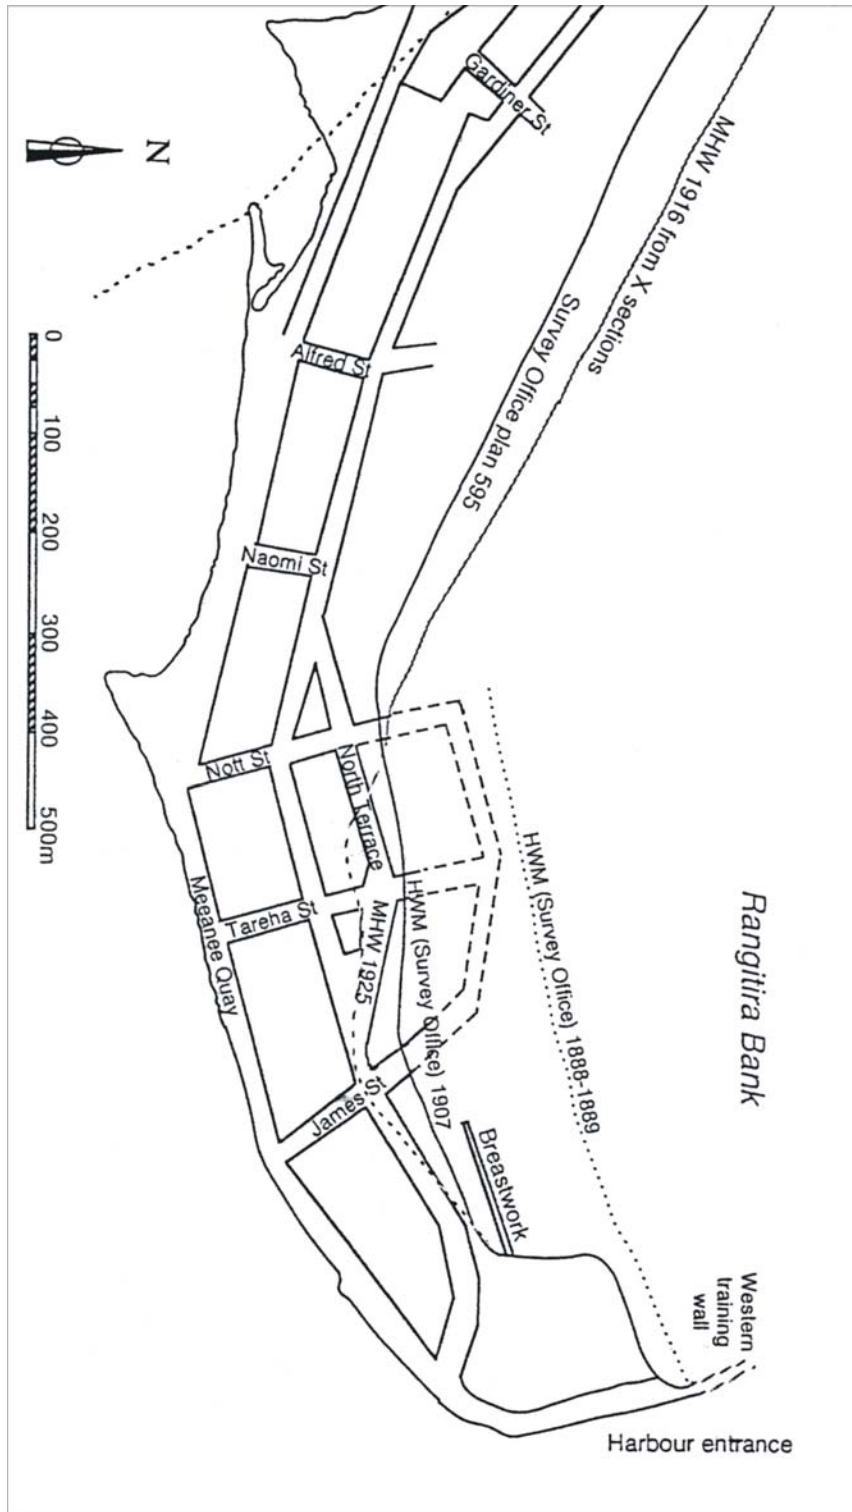 Gardiner St
MHW 1916 from X sections
Survey Office plan 595
N
Alfred St
0
100
200
300
400
500m
Naomi St
Nott St
North Terrace
HWM (Survey Office) 1888-1889
Rangitira Bank
Meeanee Quay
Tareha St
MHW 1925
HWM (Survey Office) 1907
James St
Breastwork
Western
training
wall
Harbour entrance